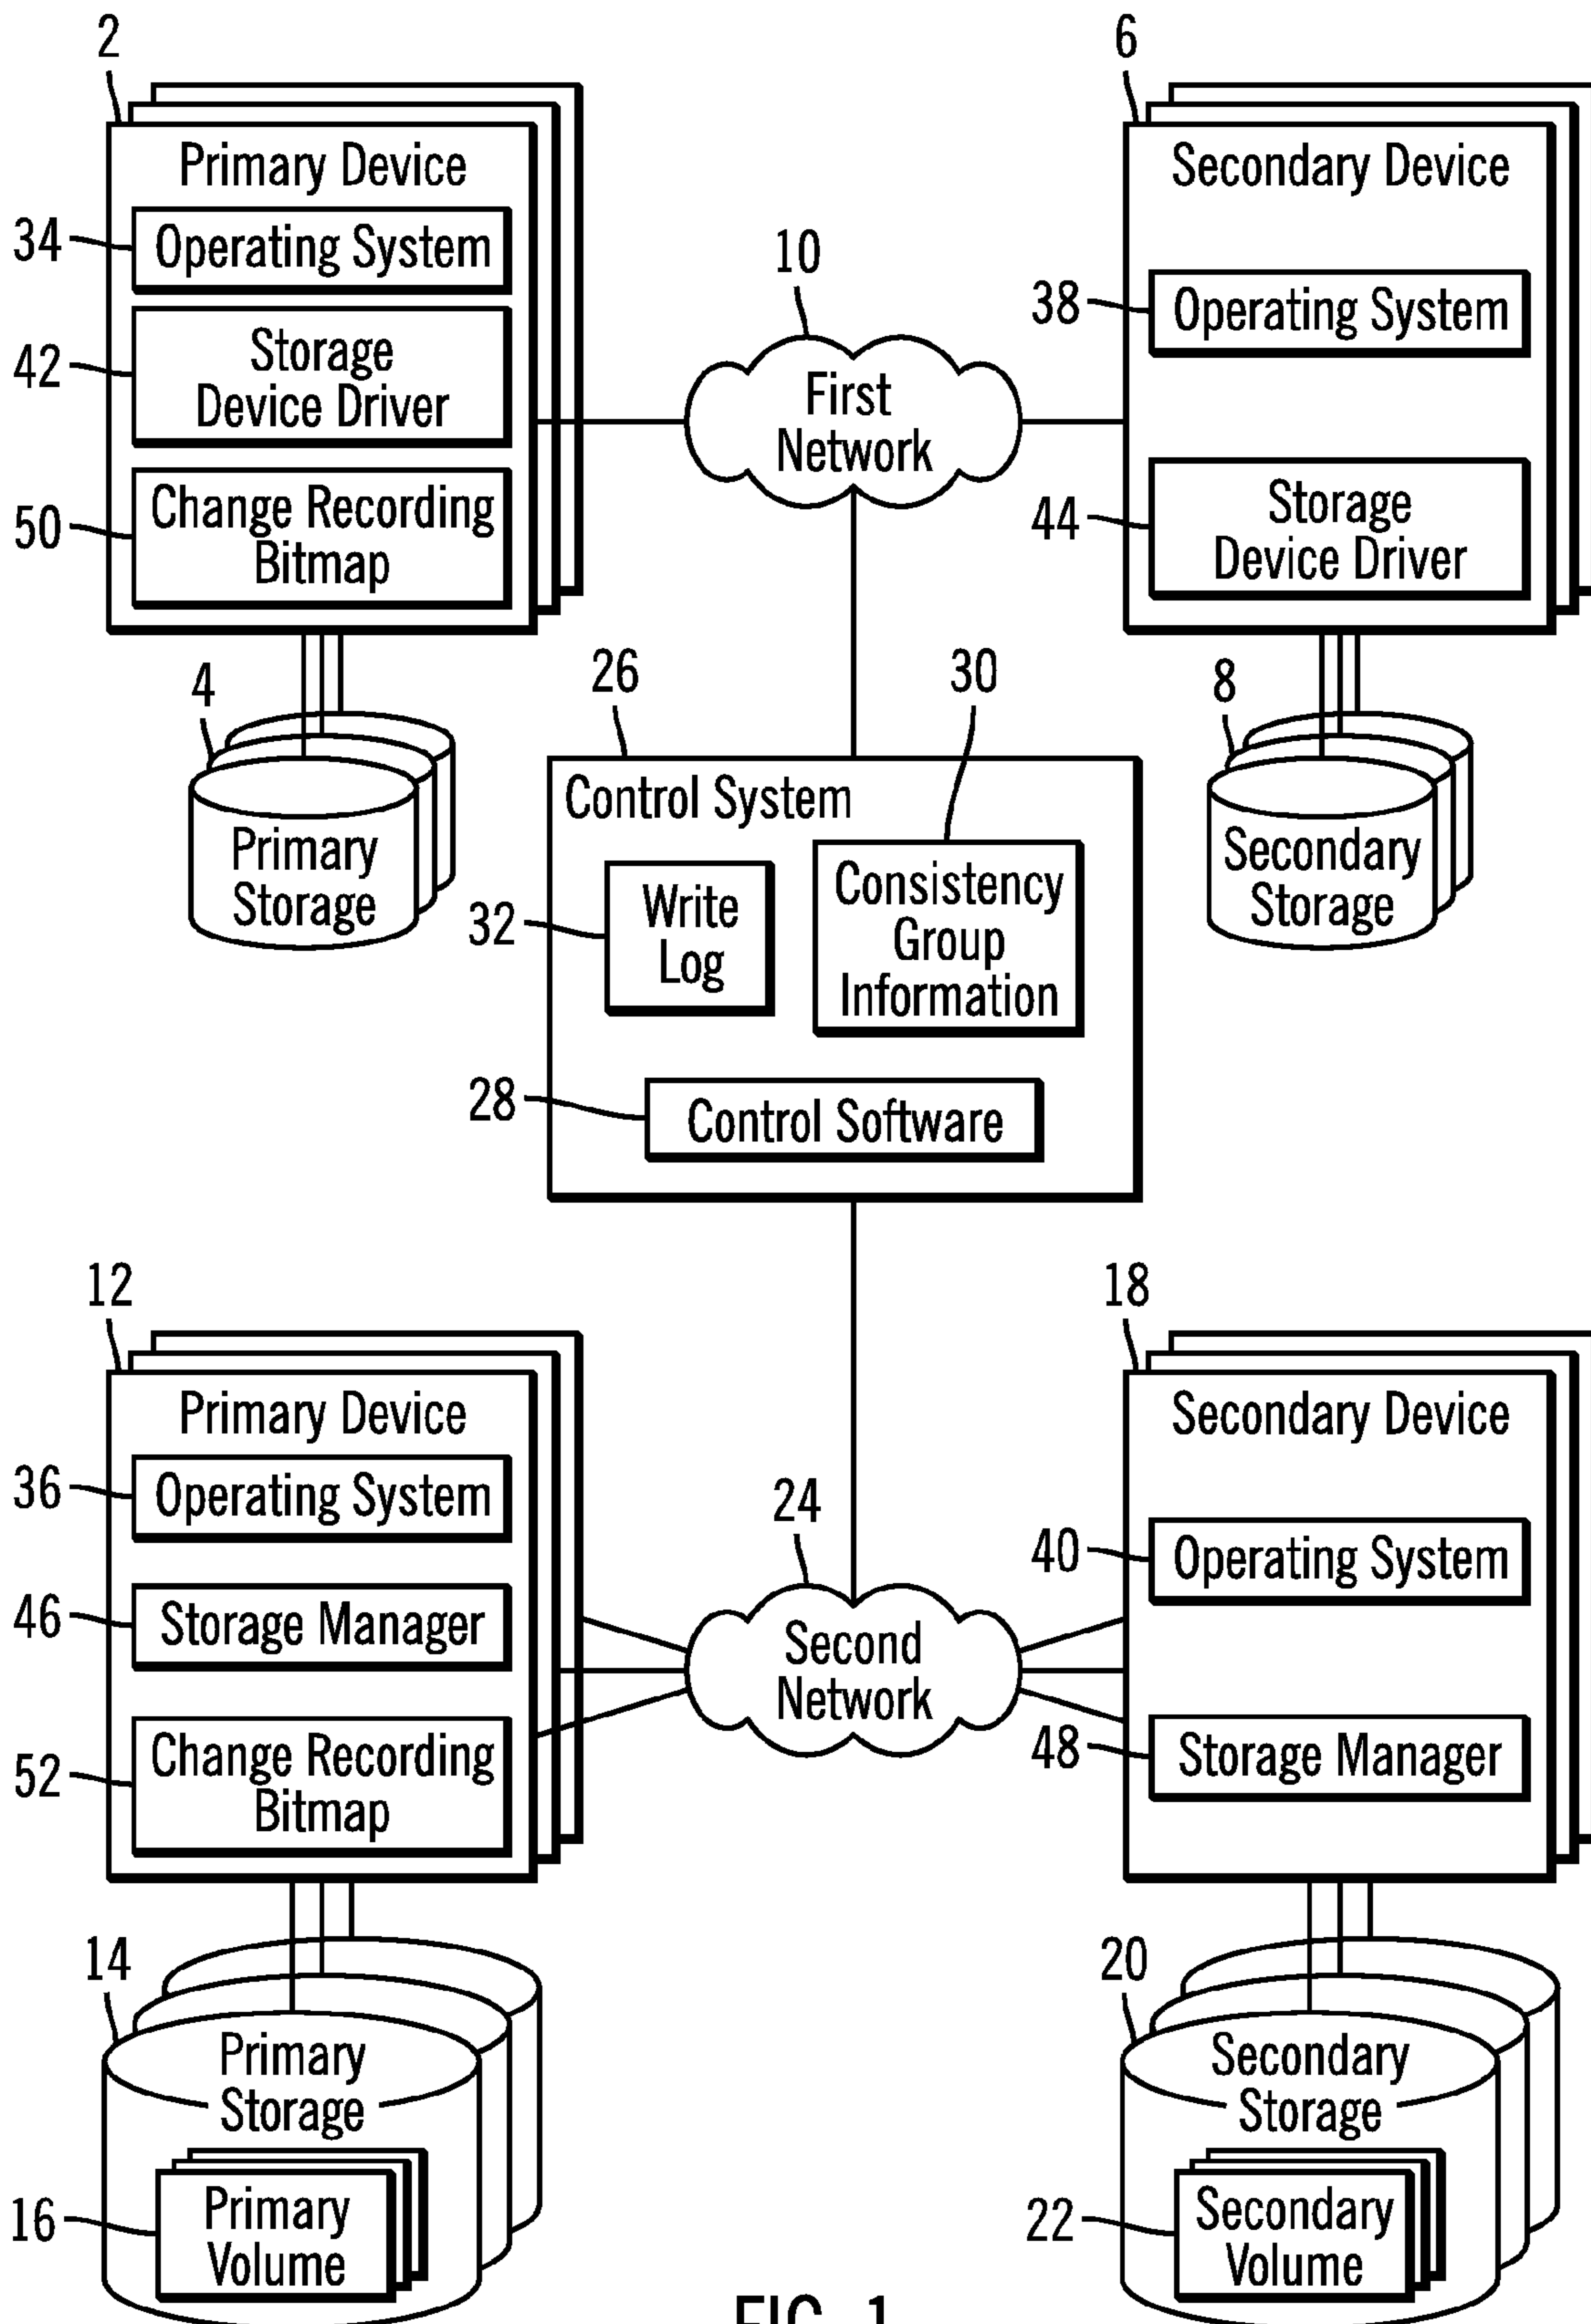 2
6
Primary Device
Secondary Device
34
Operating System
10
38
Operating System
42
Storage
Device Driver
First
Network
50
Change Recording
Bitmap
44
Storage
Device Driver
4
26
30
8
Primary
Storage
Control System
Secondary
Storage
32
Write
Log
Consistency
Group
Information
28
Control Software
12
18
Primary Device
Secondary Device
36
Operating System
24
40
Operating System
46
Storage Manager
Second
Network
52
Change Recording
Bitmap
48
Storage Manager
14
20
Primary
Storage
Secondary
Storage
16
Primary
Volume
22
Secondary
Volume
FIG. 1